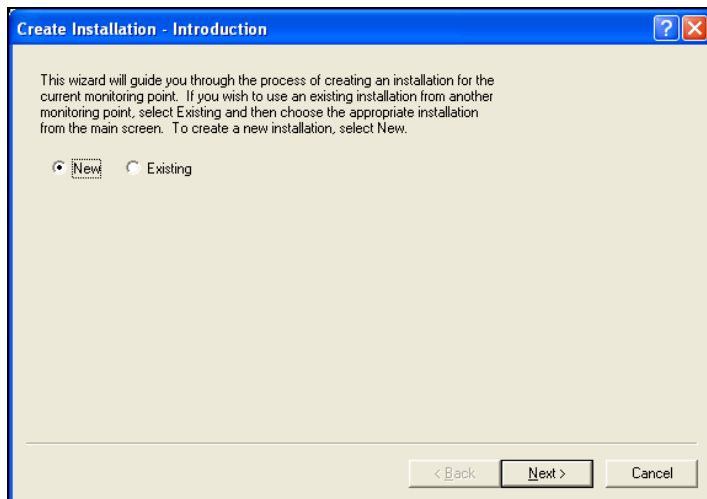 Create Installation - Introduction
This wizard will guide you through the process of creating an installation for the
current monitoring point.  If you wish to use an existing installation from another
monitoring point, select Existing and then choose the appropriate installation
from the main screen.  To create a new installation, select New.
New Existing
< Back Next > Cancel